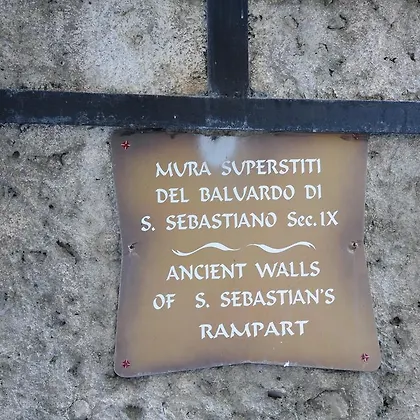 MURA SUPERSTITI
DEL BALUARDO DI
S. SEBASTIANO Sec. IX
ANCIENT WALLS
OF S. SEBASTIAN'S
RAMPART